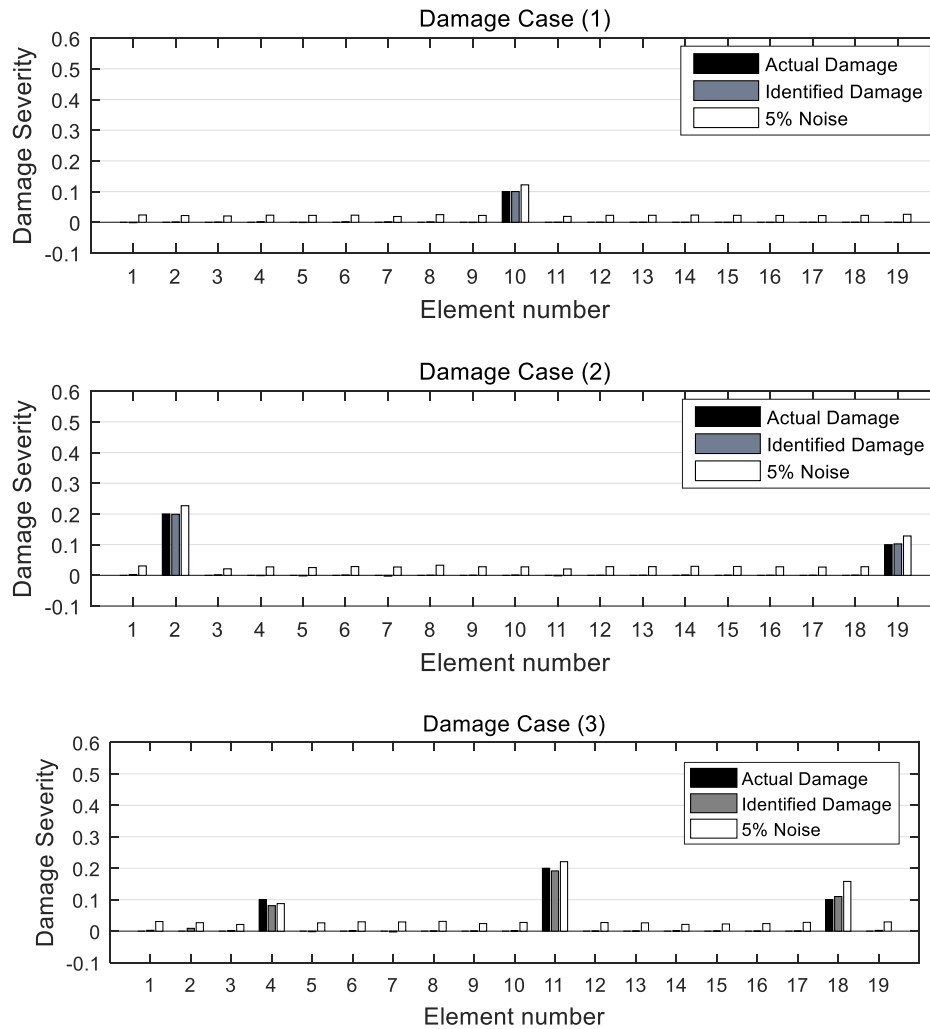 Damage Case (1)
0.6
0.5
0.4
0.3
0.2
0.1
0
-0.1
Damage Severity
Actual Damage
Identified Damage
5% Noise
1 2 3 4 5 6 7 8 9 10 11 12 13 14 15 16 17 18 19
Element number
Damage Case (2)
0.6
0.5
0.4
0.3
0.2
0.1
0
-0.1
Damage Severity
Actual Damage
Identified Damage
5% Noise
1 2 3 4 5 6 7 8 9 10 11 12 13 14 15 16 17 18 19
Element number
Damage Case (3)
0.6
0.5
0.4
0.3
0.2
0.1
0
-0.1
Damage Severity
Actual Damage
Identified Damage
5% Noise
1 2 3 4 5 6 7 8 9 10 11 12 13 14 15 16 17 18 19
Element number